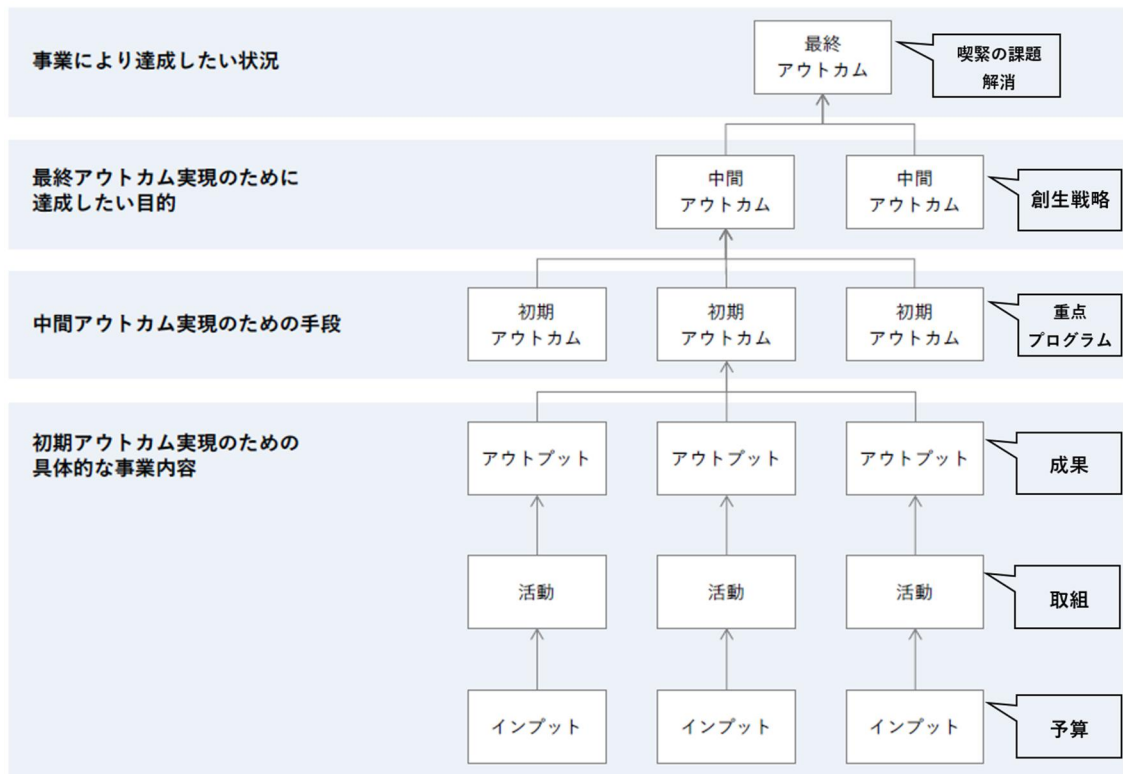 事業により達成したい状況
最終
アウトカム
喫緊の課題
解消
最終アウトカム実現のために
達成したい目的
中間
アウトカム
中間
アウトカム
創生戦略
中間アウトカム実現のための手段
初期
アウトカム
初期
アウトカム
初期
アウトカム
重点
プログラム
初期アウトカム実現のための
具体的な事業内容
アウトプット
アウトプット
アウトプット
成果
活動
活動
活動
取組
インプット
インプット
インプット
予算